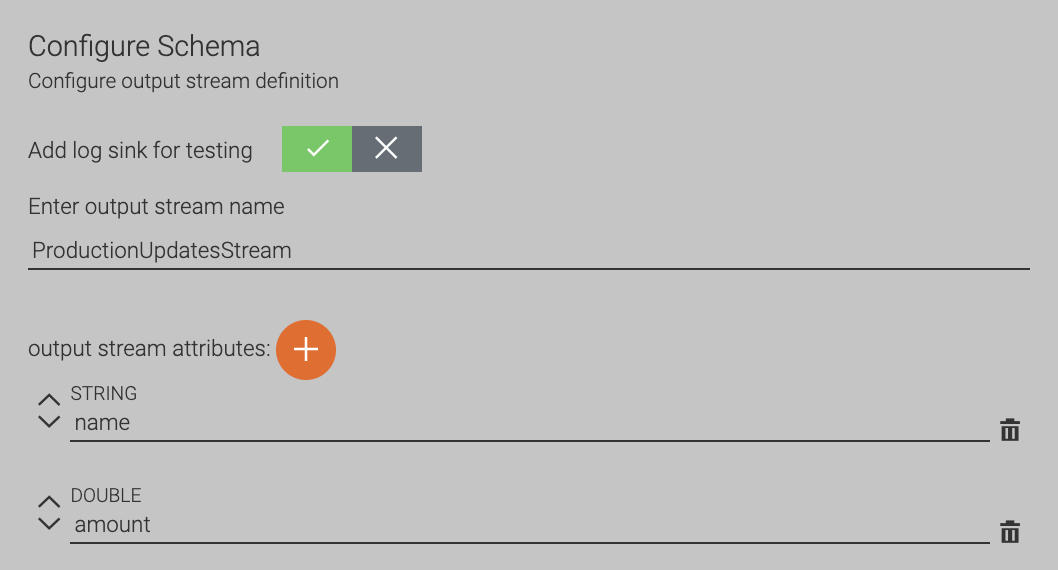 Configure Schema
Configure output stream definition
Add log sink for testing
Enter output stream name
ProductionUpdatesStream
output stream attributes:
STRING
name
DOUBLE
amount